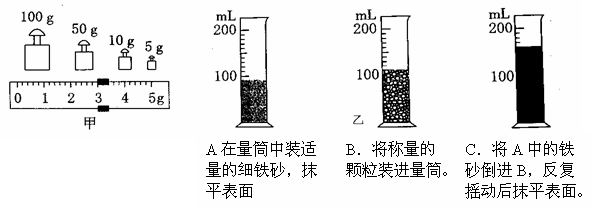 100 g
50 g
10 g
5 g
0 1 2 3 4 5g
甲
mL
200
100
mL
200
100
乙
mL
200
100
A在量筒中装适
量的细铁砂，抹
平表面
B．将称量的
颗粒装进量筒。
C．将A中的铁
砂倒进B，反复
摇动后抹平表面。